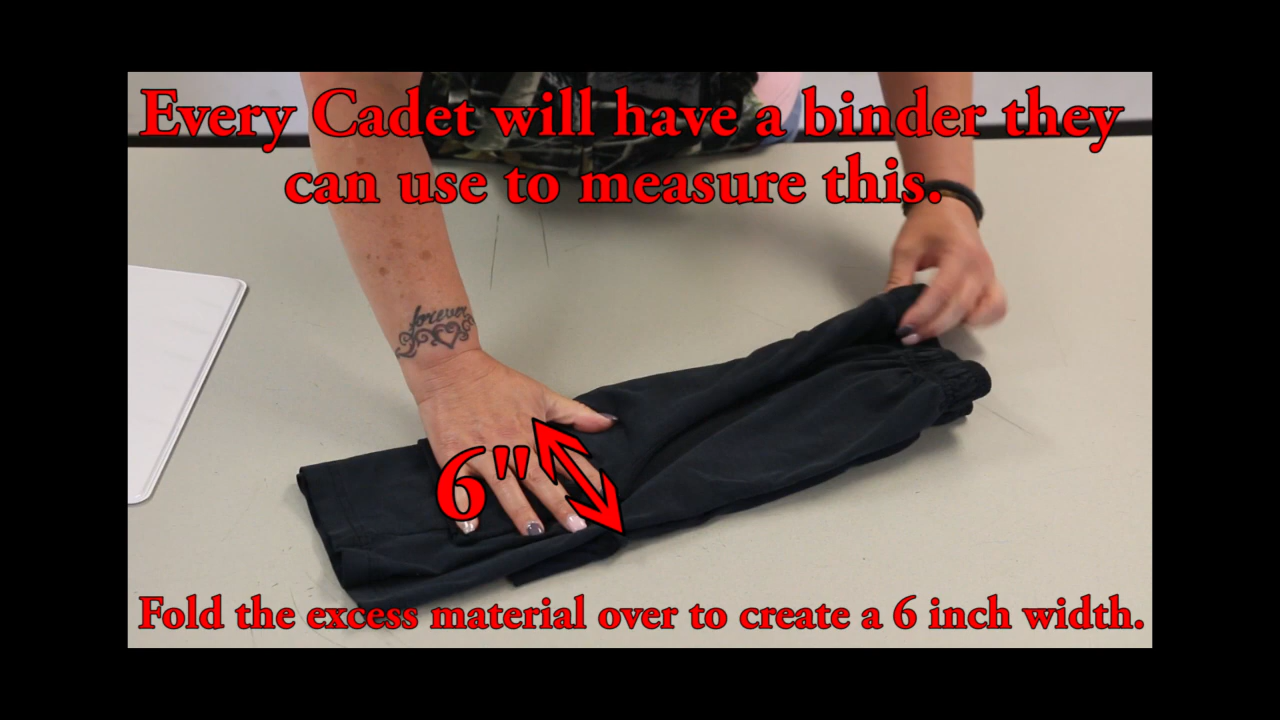 Every Cadet will have a binder they
can use to measure this.
forever
6"
Fold the excess material over to create a 6 inch width.